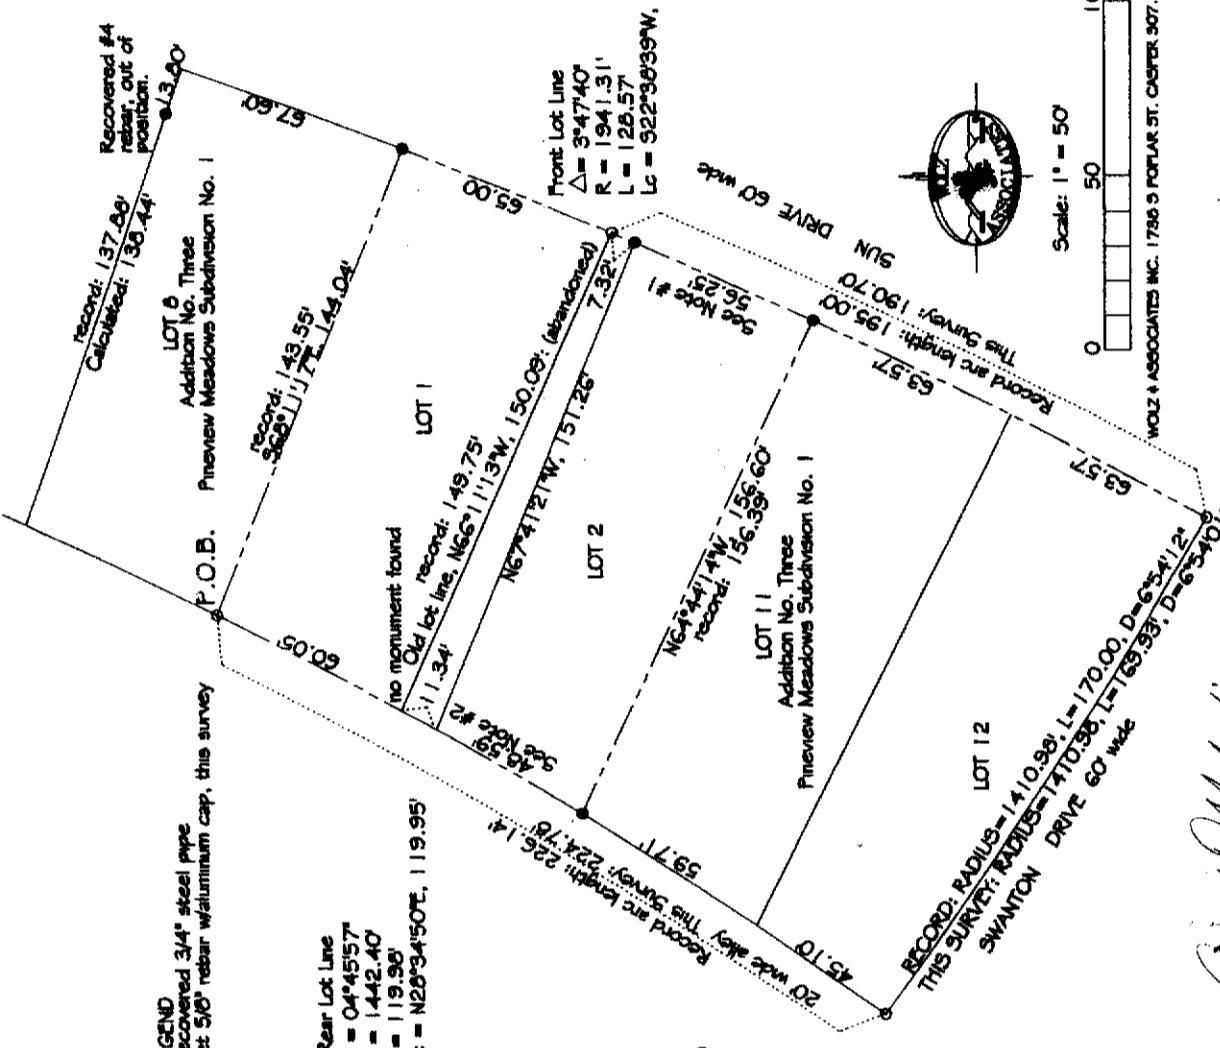 Recovered #4
rebar, out of
position.
13.80'
record: 137.88'
Calculated: 138.44'
67.60'
LOT 8
Addition No. Three
Pineview Meadows Subdivision No. 1
record: 143.55'
144.04'
P.O.B.
65.00
LOT 1
Front Lot Line
△= 3°47'40"
R = 1941.31'
L = 128.57'
Lc = S22°38'39"W,
SUN DRIVE 60' wide
60.05'
no monument found
record: 149.75'
Old lot line, N66°11'13"W, 150.09': (abandoned)
7.32'
11.34'
N67°41'21"W, 151.26'
See Note #1
56.25'
LOT 2
48.59'
See Note #2
N64°44'14"W 156.60'
record: 156.39'
LOT 11
Addition No. Three
Pineview Meadows Subdivision No. 1
63.57'
Record arc length: 195.00'
This Survey: 190.70'
63.57'
59.71'
Record arc length: 226.14'
This Survey: 224.78'
20' wide alley
45.10'
LOT 12
RECORD: RADIUS=1410.98', L=170.00, D=6°54'12"
THIS SURVEY: RADIUS=1410.98, L=169.93', D=6°54'0
SWANTON DRIVE 60' wide
GEND
ecovered 3/4" steel pipe
et 5/8" rebar w/aluminum cap, this survey
Rear Lot Line
= 04°45'57"
= 1442.40'
= 119.98'
: = N28°34'50"E, 119.95'
WOLZ
ASSOCIATES
Scale: 1" = 50'
0 50 10
WOLZ & ASSOCIATES INC. 1738 S POPLAR ST. CASPER 307.